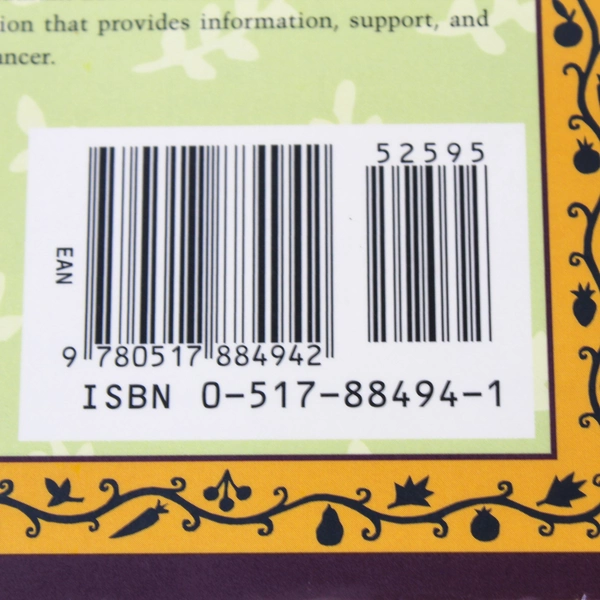 ion that provides information, support, and
ncer.
52595
EAN
9 780517 884942
ISBN 0-517-88494-1